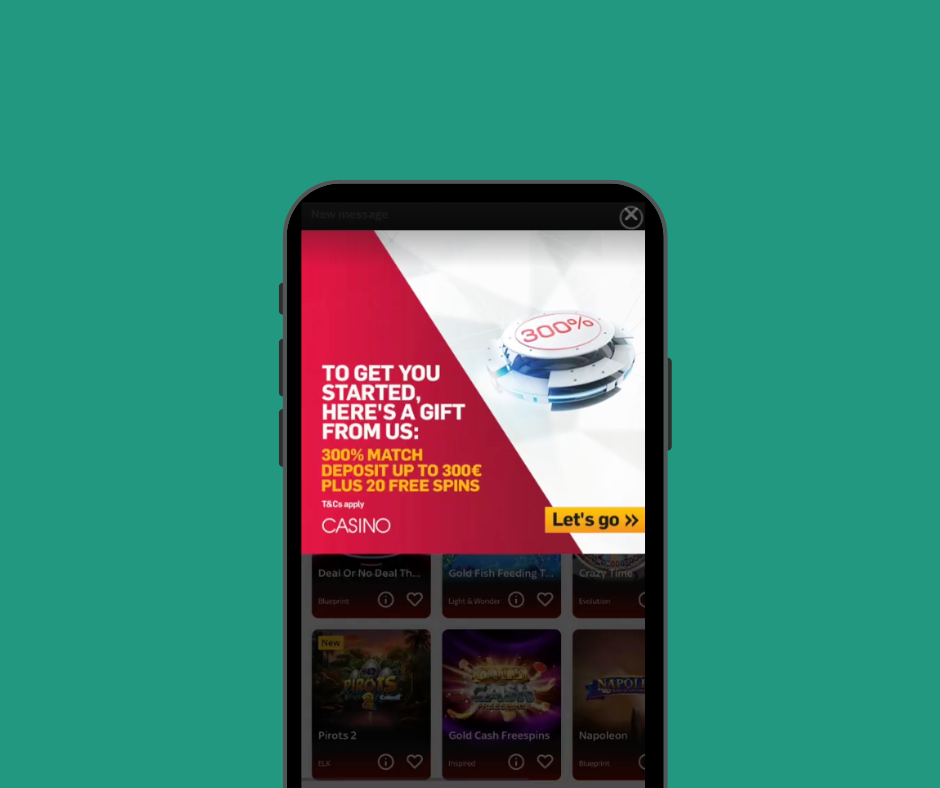 New message
300%
TO GET YOU
STARTED,
HERE'S A GIFT
FROM US:
300% MATCH
DEPOSIT UP TO 300€
PLUS 20 FREE SPINS
T&Cs apply
CASINO
Let's go >>
Deal Or No Deal Th...
Gold Fish Feeding T...
Crazy Time
Blueprint
Light & Wonder
Evolution
New
PIROTS
2
CASH
FREESPINS
NAPOL
Pirots 2
Gold Cash Freespins
Napoleon
ELK
Inspired
Blueprint